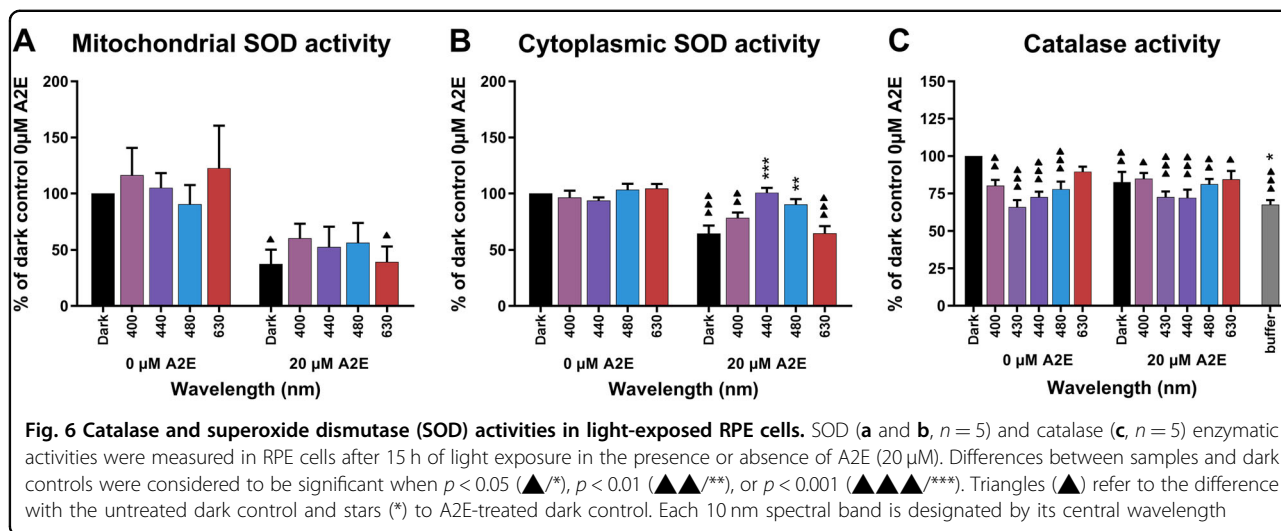 A Mitochondrial SOD activity
% of dark control 0µM A2E
200
150
100
50
0
▲
▲
Dark
400
440
480
630
Dark
400
440
480
630
0 µM A2E
20 µM A2E
Wavelength (nm)
B Cytoplasmic SOD activity
% of dark control 0µM A2E
200
150
100
50
0
▲▲▲
▲▲
***
**
▲▲▲
Dark
400
440
480
630
Dark
400
440
480
630
0 µM A2E
20 µM A2E
Wavelength (nm)
C Catalase activity
% of dark control 0µM A2E
150
125
100
75
50
25
0
▲▲
▲▲▲
▲▲▲
▲▲▲
▲▲
▲
▲▲▲
▲▲▲
▲▲
▲
▲▲▲ *
Dark
400
430
440
480
630
Dark
400
430
440
480
630
buffer
0 µM A2E
20 µM A2E
Wavelength (nm)
Fig. 6 Catalase and superoxide dismutase (SOD) activities in light-exposed RPE cells. SOD (a and b, n = 5) and catalase (c, n = 5) enzymatic
activities were measured in RPE cells after 15 h of light exposure in the presence or absence of A2E (20 µM). Differences between samples and dark
controls were considered to be significant when p < 0.05 (▲/*), p < 0.01 (▲▲/**), or p < 0.001 (▲▲▲/***). Triangles (▲) refer to the difference
with the untreated dark control and stars (*) to A2E-treated dark control. Each 10 nm spectral band is designated by its central wavelength